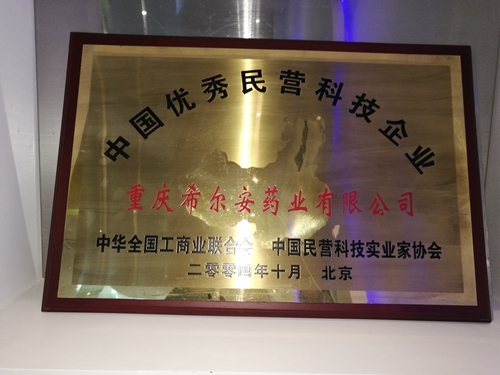 中国优秀民营科技企业
重庆希尔安药业有限公司
中华全国工商业联合会 中国民营科技实业家协会
二零零四年十月 北京